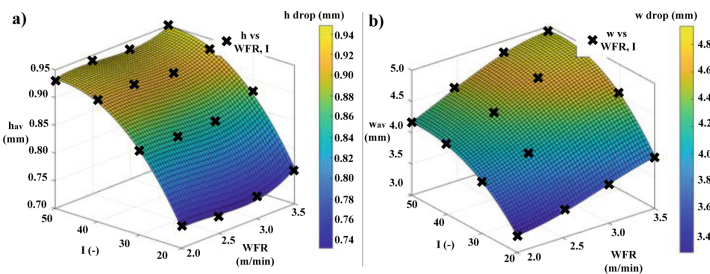 a)
h vs
WFR, I
h drop (mm)
0.94
0.92
0.90
0.88
0.86
0.84
0.82
0.80
0.78
0.76
0.74
0.95
0.90
0.85
0.80
0.75
0.70
hav
(mm)
50
40
30
20
I (-)
2.0
2.5
3.0
3.5
WFR
(m/min)
b)
w vs
WFR, I
w drop (mm)
4.8
4.6
4.4
4.2
4.0
3.8
3.6
3.4
5.0
4.5
4.0
3.5
3.0
wav
(mm)
50
40
30
20
I (-)
2.0
2.5
3.0
3.5
WFR
(m/min)